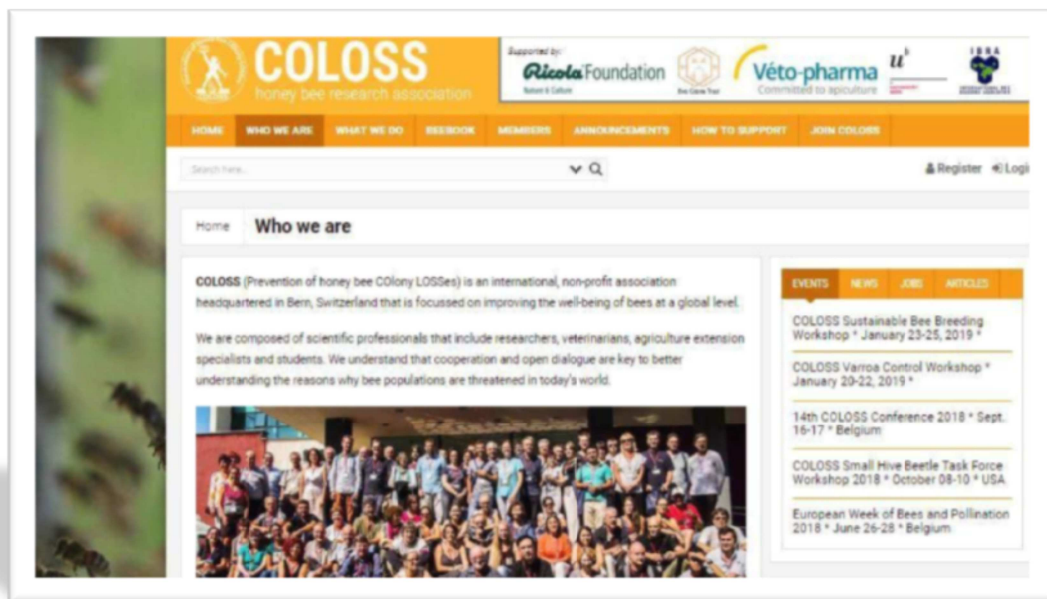 COLOSS
honey bee research association
Supported by:
Ricola Foundation
Nature & Culture
Véto-pharma
Committed to apiculture
u
b
IBRA
HOME WHO WE ARE WHAT WE DO BEEBOOK MEMBERS ANNOUNCEMENTS HOW TO SUPPORT JOIN COLOSS
Search here..
Register Logi
Home Who we are
COLOSS (Prevention of honey bee COlony LOSSes) is an international, non-profit association
headquartered in Bern, Switzerland that is focussed on improving the well-being of bees at a global level.
We are composed of scientific professionals that include researchers, veterinarians, agriculture extension
specialists and students. We understand that cooperation and open dialogue are key to better
understanding the reasons why bee populations are threatened in today's world.
EVENTS NEWS JOBS ARTICLES
COLOSS Sustainable Bee Breeding
Workshop * January 23-25, 2019 *
COLOSS Varroa Control Workshop *
January 20-22, 2019 *
14th COLOSS Conference 2018 * Sept.
16-17 * Belgium
COLOSS Small Hive Beetle Task Force
Workshop 2018 * October 08-10 * USA
European Week of Bees and Pollination
2018 * June 26-28 * Belgium